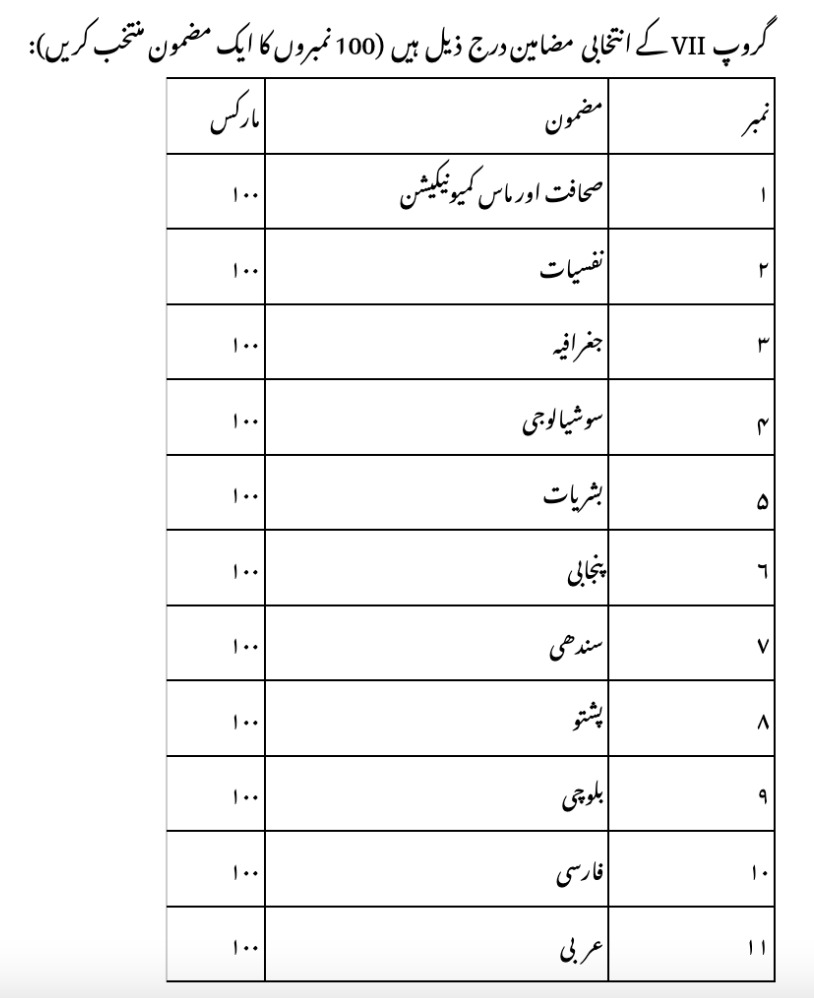 گروپ VII کے انتخابی مضامین درج ذیل ہیں (100 نمبروں کا ایک مضمون منتخب کریں):
نمبر مضمون مارکس
۱ صحافت اور ماس کمیونیکیشن ۱۰۰
۲ نفسیات ۱۰۰
۳ جغرافیہ ۱۰۰
۴ سوشیالوجی ۱۰۰
۵ بشریات ۱۰۰
۶ پنجابی ۱۰۰
۷ سندھی ۱۰۰
۸ پشتو ۱۰۰
۹ بلوچی ۱۰۰
۱۰ فارسی ۱۰۰
۱۱ عربی ۱۰۰